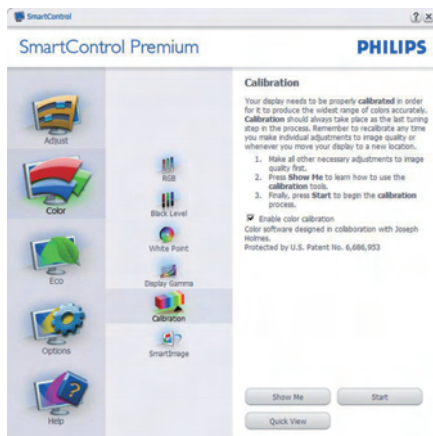 SmartControl
SmartControl Premium
PHILIPS
Adjust
Color
Eco
Options
Help
RGB
Black Level
White Point
Display Gamma
Calibration
SmartImage
Calibration
Your display needs to be properly calibrated in order
for it to produce the widest range of colors accurately.
Calibration should always take place as the last tuning
step in the process. Remember to recalibrate any time
you make individual adjustments to image quality or
whenever you move your display to a new location.
1. Make all other necessary adjustments to image
quality first.
2. Press Show Me to learn how to use the
calibration tools.
3. Finally, press Start to begin the calibration
process.
Enable color calibration
Color software designed in collaboration with Joseph
Holmes.
Protected by U.S. Patent No. 6,686,953
Show Me
Start
Quick View